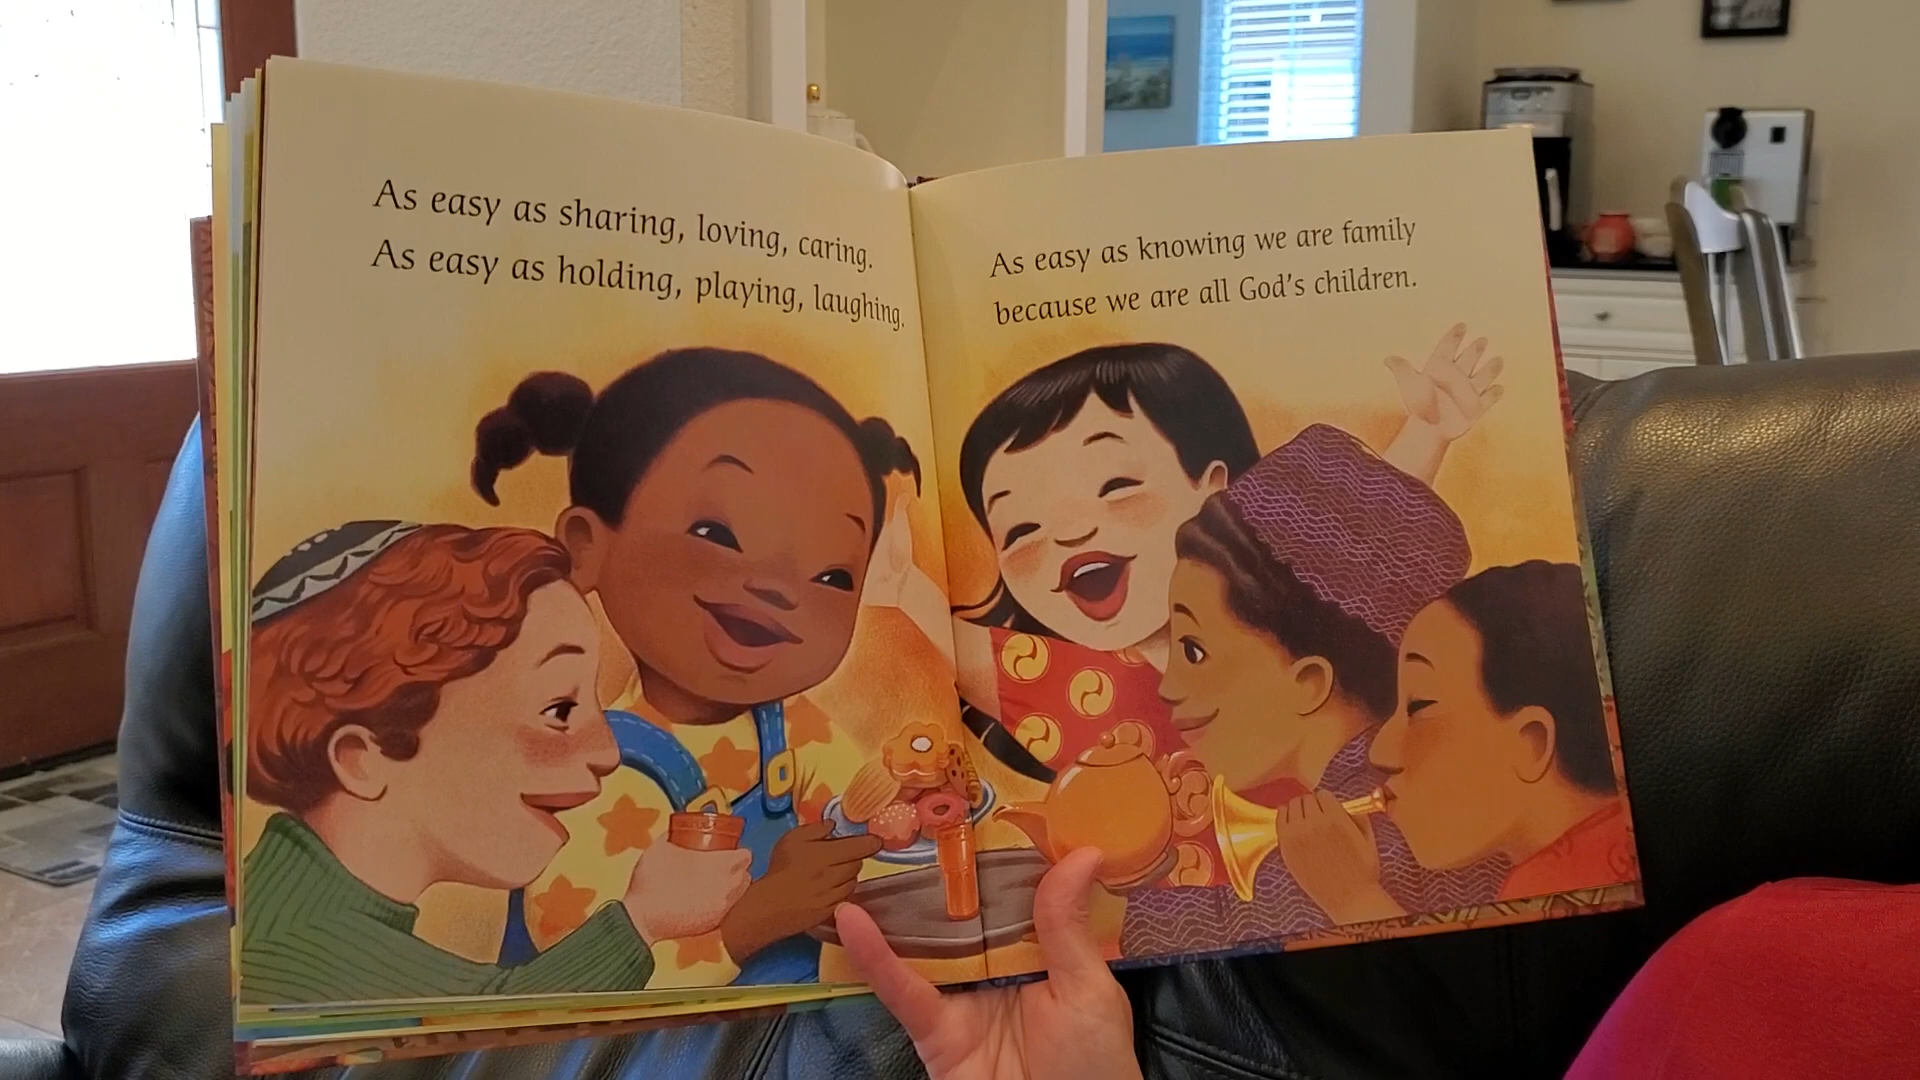 As easy as sharing, loving, caring.
As easy as holding, playing, laughing.
As easy as knowing we are family
because we are all God's children.